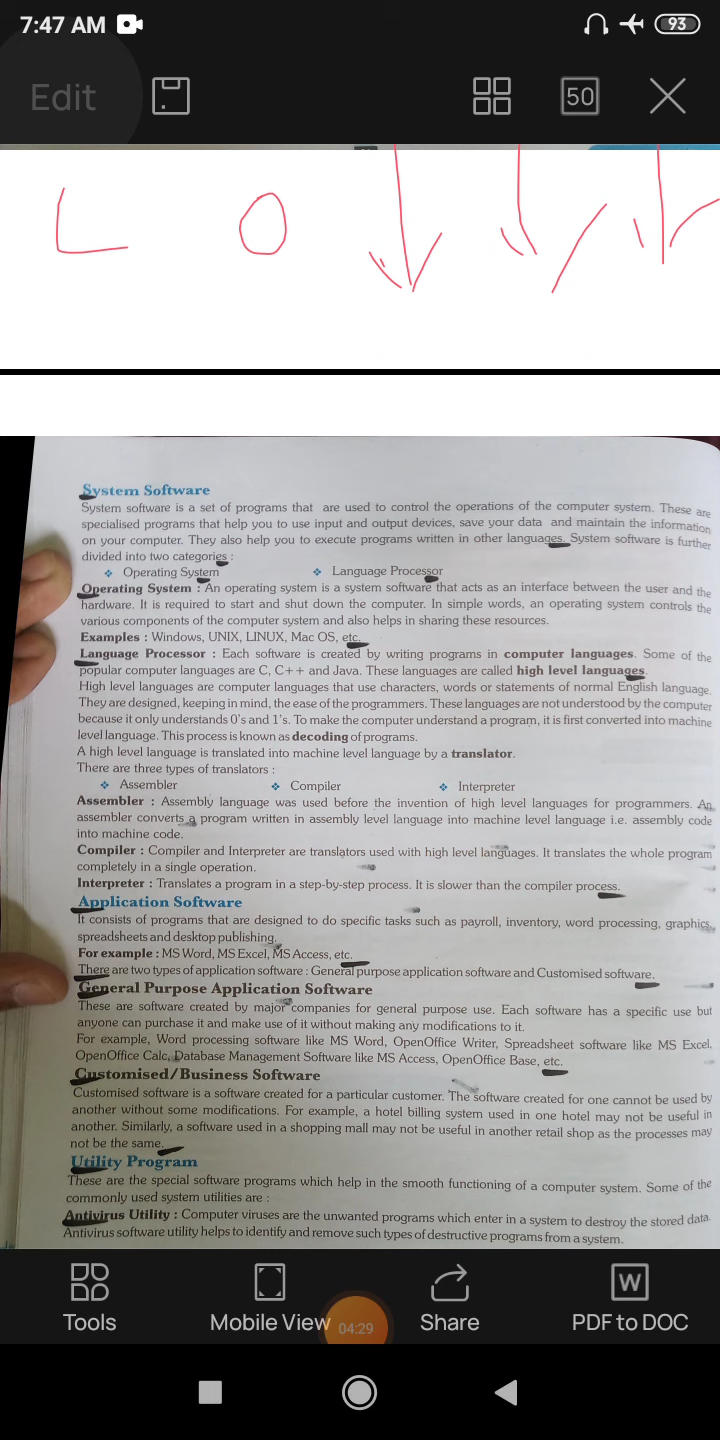 7:47 AM
93
Edit
50
L O
System Software
System software is a set of programs that are used to control the operations of the computer system. These are
specialised programs that help you to use input and output devices, save your data and maintain the information
on your computer. They also help you to execute programs written in other languages. System software is further
divided into two categories :
❖ Operating System ❖ Language Processor
Operating System : An operating system is a system software that acts as an interface between the user and the
hardware. It is required to start and shut down the computer. In simple words, an operating system controls the
various components of the computer system and also helps in sharing these resources.
Examples : Windows, UNIX, LINUX, Mac OS, etc.
Language Processor : Each software is created by writing programs in computer languages. Some of the
popular computer languages are C, C++ and Java. These languages are called high level languages.
High level languages are computer languages that use characters, words or statements of normal English language.
They are designed, keeping in mind, the ease of the programmers. These languages are not understood by the computer
because it only understands 0's and 1's. To make the computer understand a program, it is first converted into machine
level language. This process is known as decoding of programs.
A high level language is translated into machine level language by a translator.
There are three types of translators :
❖ Assembler ❖ Compiler ❖ Interpreter
Assembler : Assembly language was used before the invention of high level languages for programmers. An
assembler converts a program written in assembly level language into machine level language i.e. assembly code
into machine code.
Compiler : Compiler and Interpreter are translators used with high level languages. It translates the whole program
completely in a single operation.
Interpreter : Translates a program in a step-by-step process. It is slower than the compiler process.
Application Software
It consists of programs that are designed to do specific tasks such as payroll, inventory, word processing, graphics,
spreadsheets and desktop publishing.
For example : MS Word, MS Excel, MS Access, etc.
There are two types of application software : General purpose application software and Customised software.
General Purpose Application Software
These are software created by major companies for general purpose use. Each software has a specific use but
anyone can purchase it and make use of it without making any modifications to it.
For example, Word processing software like MS Word, OpenOffice Writer, Spreadsheet software like MS Excel,
OpenOffice Calc, Database Management Software like MS Access, OpenOffice Base, etc.
Customised/Business Software
Customised software is a software created for a particular customer. The software created for one cannot be used by
another without some modifications. For example, a hotel billing system used in one hotel may not be useful in
another. Similarly, a software used in a shopping mall may not be useful in another retail shop as the processes may
not be the same.
Utility Program
These are the special software programs which help in the smooth functioning of a computer system. Some of the
commonly used system utilities are :
Antivirus Utility : Computer viruses are the unwanted programs which enter in a system to destroy the stored data.
Antivirus software utility helps to identify and remove such types of destructive programs from a system.
Tools Mobile View Share PDF to DOC
04:29
W